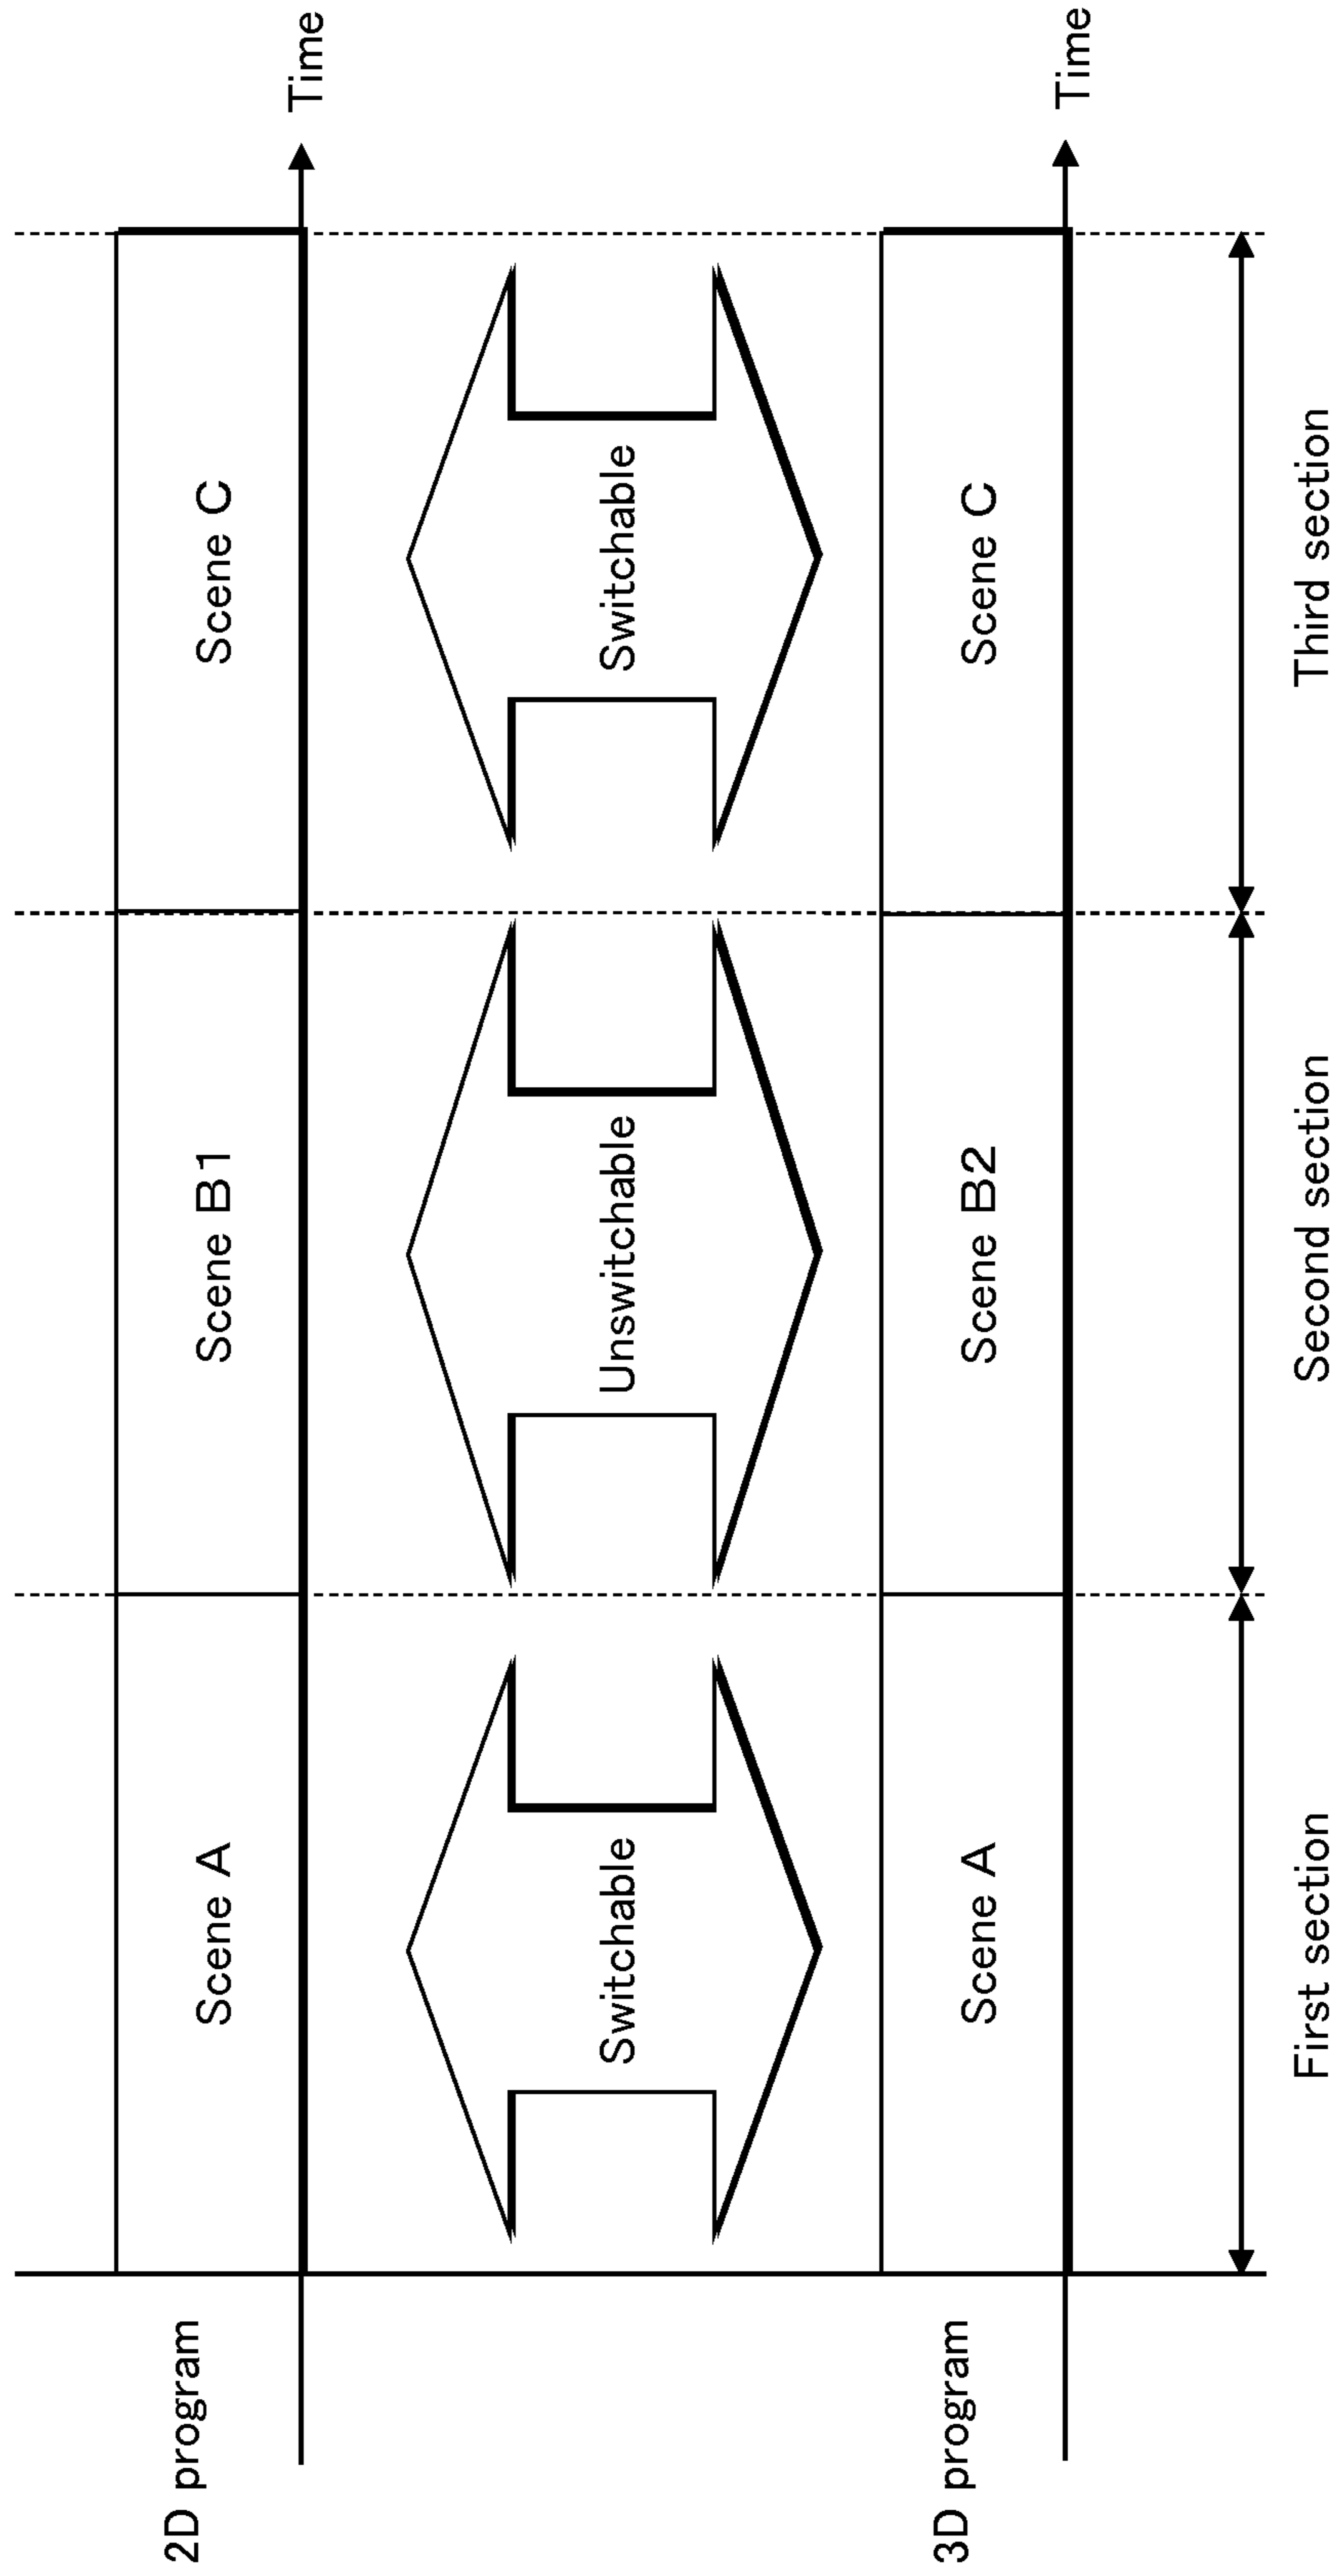 2D program
Scene A
Scene B1
Scene C
Time
Switchable
Unswitchable
Switchable
3D program
Scene A
Scene B2
Scene C
Time
First section
Second section
Third section